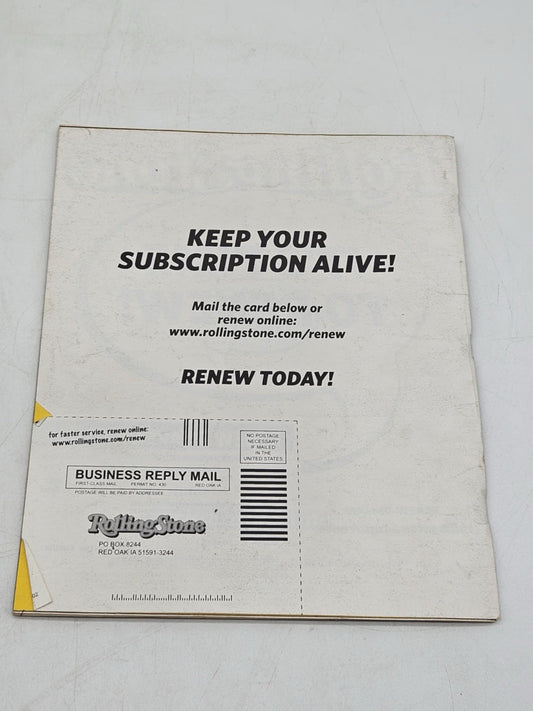 KEEP YOUR
SUBSCRIPTION ALIVE!
Mail the card below or
renew online:
www.rollingstone.com/renew
RENEW TODAY!
for faster service, renew online:
www.rollingstone.com/renew
NO POSTAGE
NECESSARY
IF MAILED
IN THE
UNITED STATES
BUSINESS REPLY MAIL
FIRST-CLASS MAIL PERMIT NO. 430 RED OAK IA
POSTAGE WILL BE PAID BY ADDRESSEE
RollingStone
PO BOX 8244
RED OAK IA 51591-3244